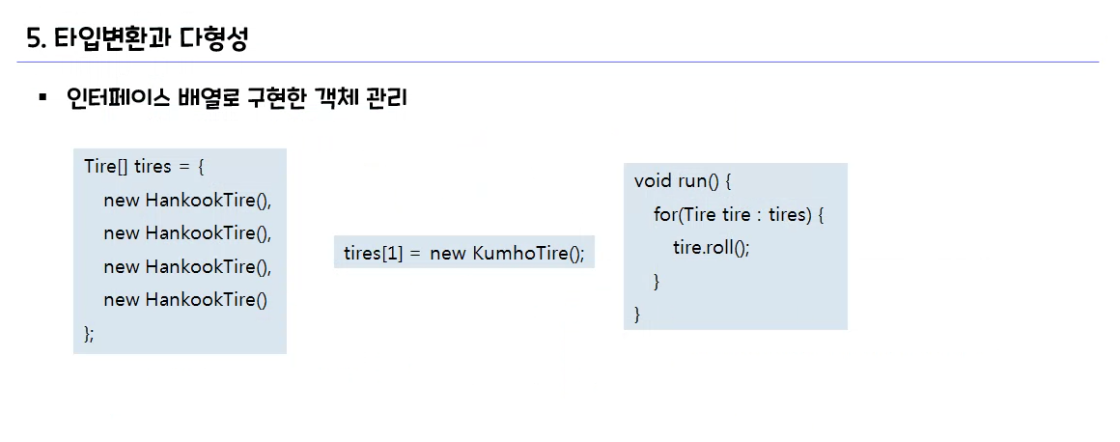 5. 타입변환과 다형성
▪ 인터페이스 배열로 구현한 객체 관리
Tire[] tires = {
new HankookTire(),
new HankookTire(),
new HankookTire(),
new HankookTire()
};
tires[1] = new KumhoTire();
void run() {
for(Tire tire : tires) {
tire.roll();
}
}